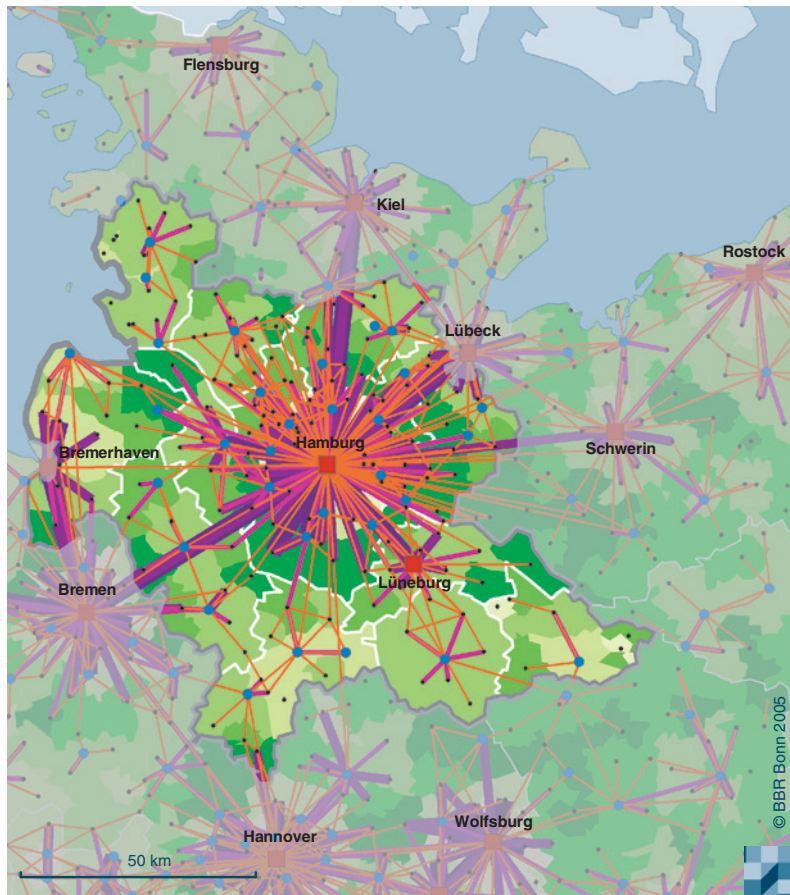 Flensburg
Kiel
Rostock
Lübeck
Hamburg
Schwerin
Bremerhaven
Lüneburg
Bremen
© BBR Bonn 2005
Wolfsburg
Hannover
50 km